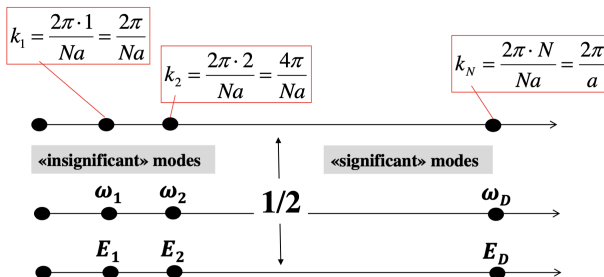 k₁ = 2π·1/Na = 2π/Na
k₂ = 2π·2/Na = 4π/Na
k_N = 2π·N/Na = 2π/a
«insignificant» modes
«significant» modes
ω₁ ω₂ 1/2 ω_D
E₁ E₂ E_D